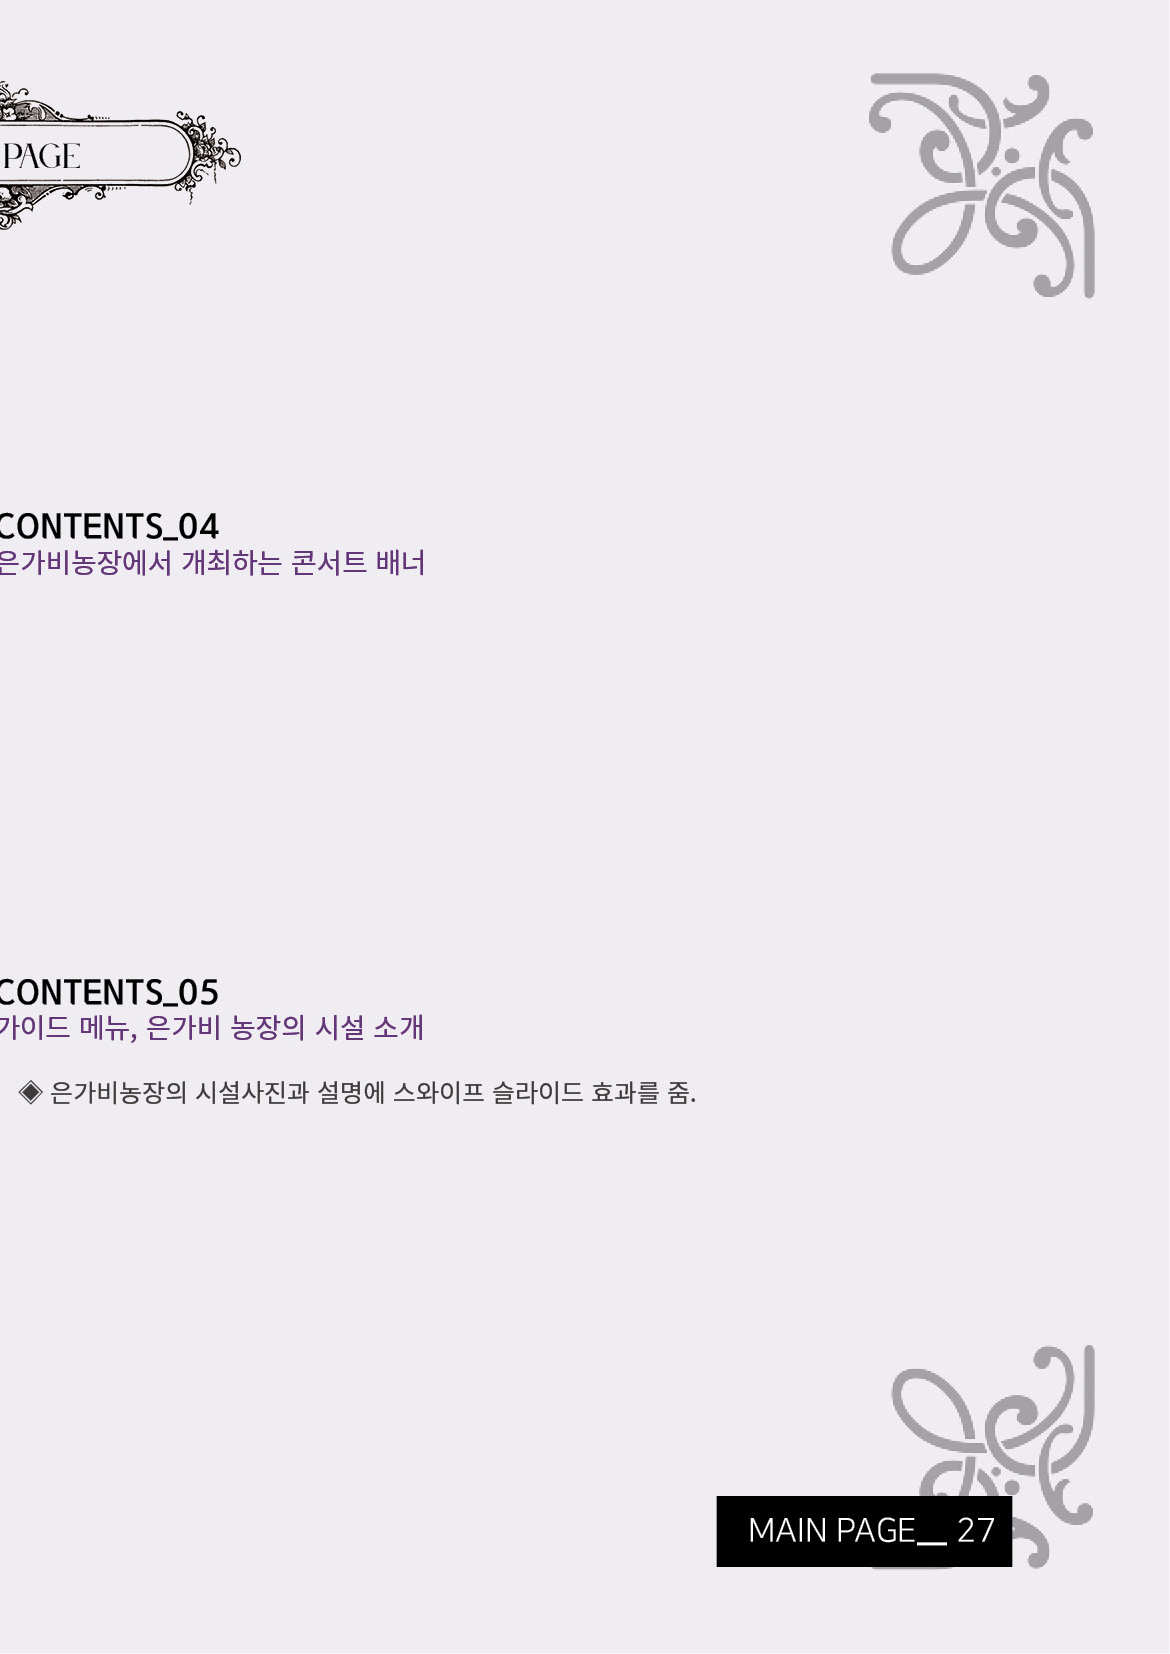 PAGE
CONTENTS_04
은가비농장에서 개최하는 콘서트 배너
CONTENTS_05
가이드 메뉴, 은가비 농장의 시설 소개
◈ 은가비농장의 시설사진과 설명에 스와이프 슬라이드 효과를 줌.
MAIN PAGE_ 27